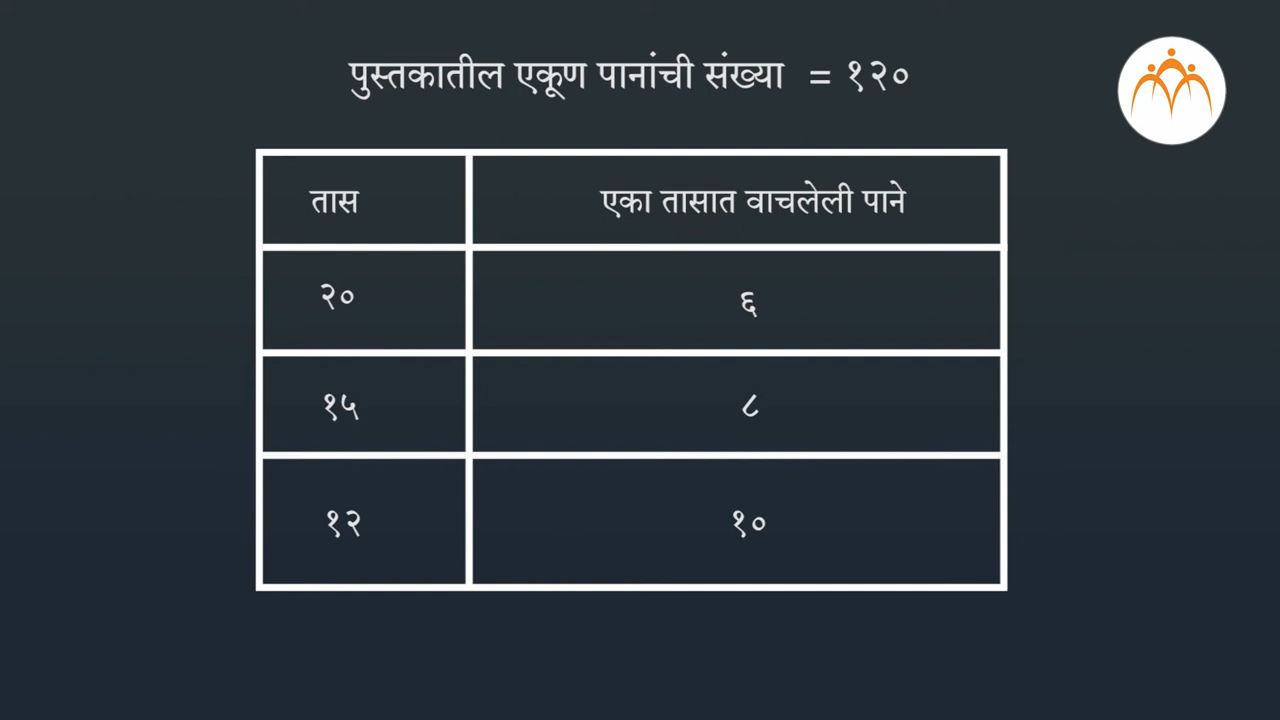 पुस्तकातील एकूण पानांची संख्या = १२०
तास एका तासात वाचलेली पाने
२० ६
१५ ८
१२ १०